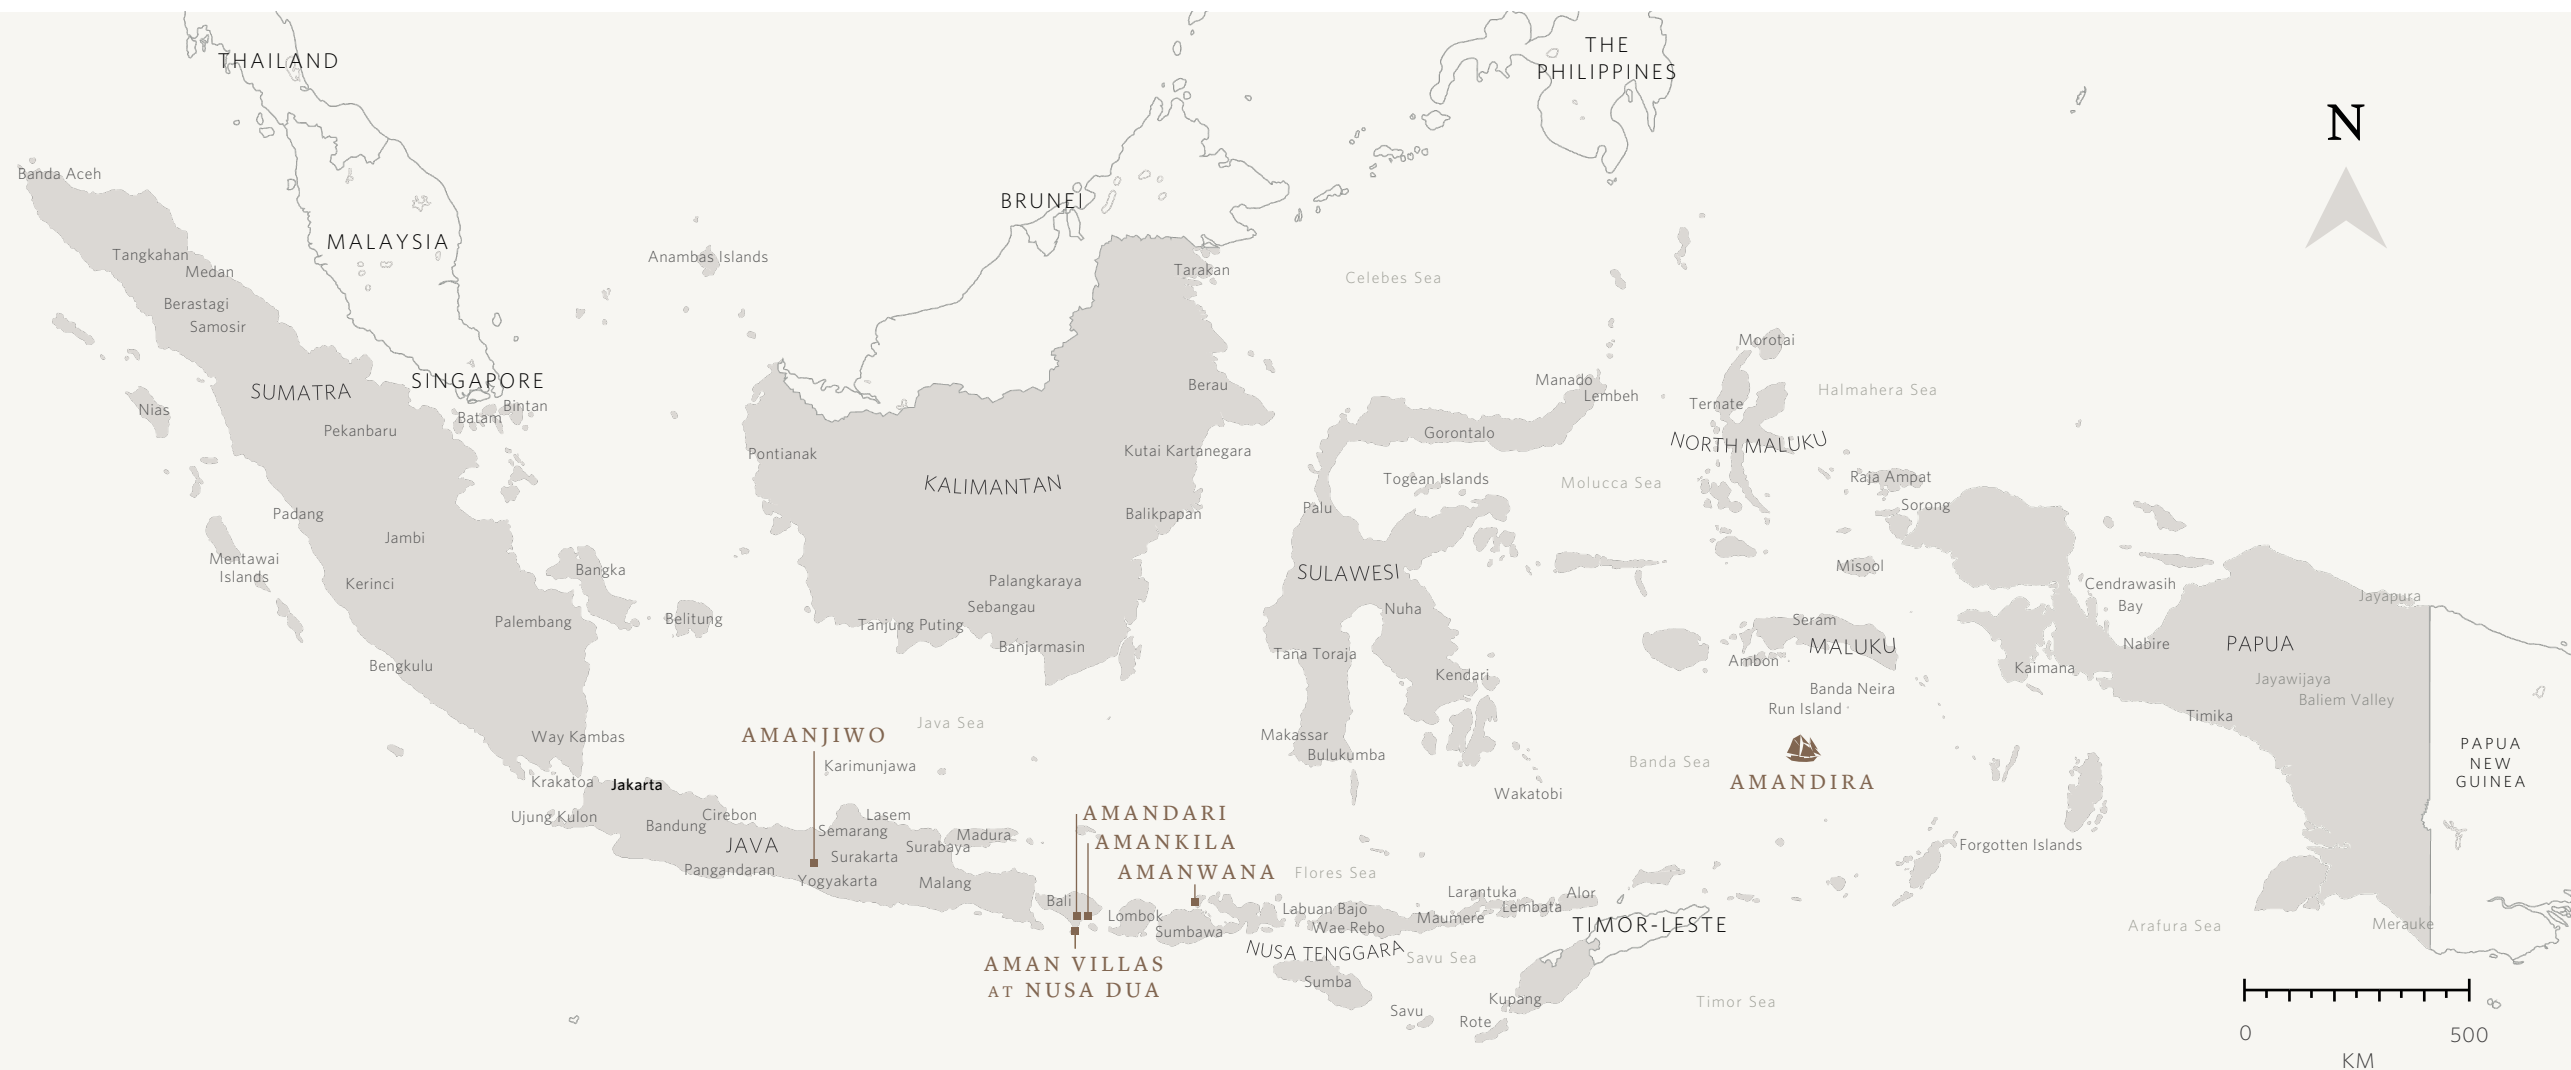 THAILAND
THE
PHILIPPINES
N
Banda Aceh
BRUNEI
MALAYSIA
Tangkahan
Medan
Anambas Islands
Tarakan
Celebes Sea
Berastagi
Samosir
Morotai
SINGAPORE
SUMATRA
Berau
Manado
Lembeh
Halmahera Sea
Nias
Batam
Bintan
Ternate
Pekanbaru
Gorontalo
NORTH MALUKU
Pontianak
Kutai Kartanegara
KALIMANTAN
Togean Islands
Molucca Sea
Raja Ampat
Sorong
Padang
Balikpapan
Palu
Jambi
Mentawai
Islands
Kerinci
Bangka
Palangkaraya
SULAWESI
Misool
Cendrawasih
Bay
Jayapura
Palembang
Belitung
Sebangau
Tanjung Puting
Nuha
Seram
MALUKU
Banjarmasin
Tana Toraja
Ambon
Nabire
PAPUA
Bengkulu
Kendari
Kaimana
Jayawijaya
Banda Neira
Baliem Valley
Run Island
Timika
Way Kambas
AMANJIWO
Java Sea
Makassar
Bulukumba
Banda Sea
AMANDIRA
PAPUA
NEW
GUINEA
Karimunjawa
Krakatoa
Jakarta
Wakatobi
Ujung Kulon
Cirebon
Bandung
Lasem
Semarang
Madura
AMANDARI
AMANKILA
AMANWANA
JAVA
Surabaya
Surakarta
Forgotten Islands
Pangandaran
Yogyakarta
Malang
Flores Sea
Bali
Lombok
Sumbawa
Labuan Bajo
Wae Rebo
Larantuka
Maumere
Lembata
Alor
TIMOR-LESTE
Arafura Sea
Merauke
NUSA TENGGARA
Savu Sea
AMAN VILLAS
AT NUSA DUA
Sumba
Kupang
Timor Sea
Savu
Rote
0
500
KM